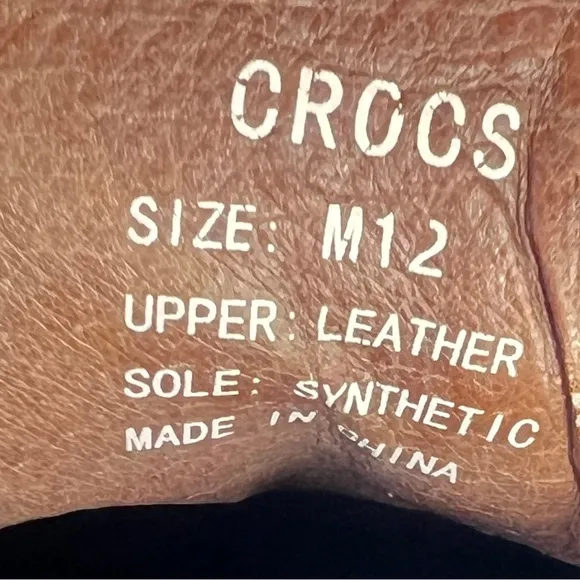 CROCS
SIZE: M12
UPPER: LEATHER
SOLE: SYNTHETIC
MADE IN CHINA